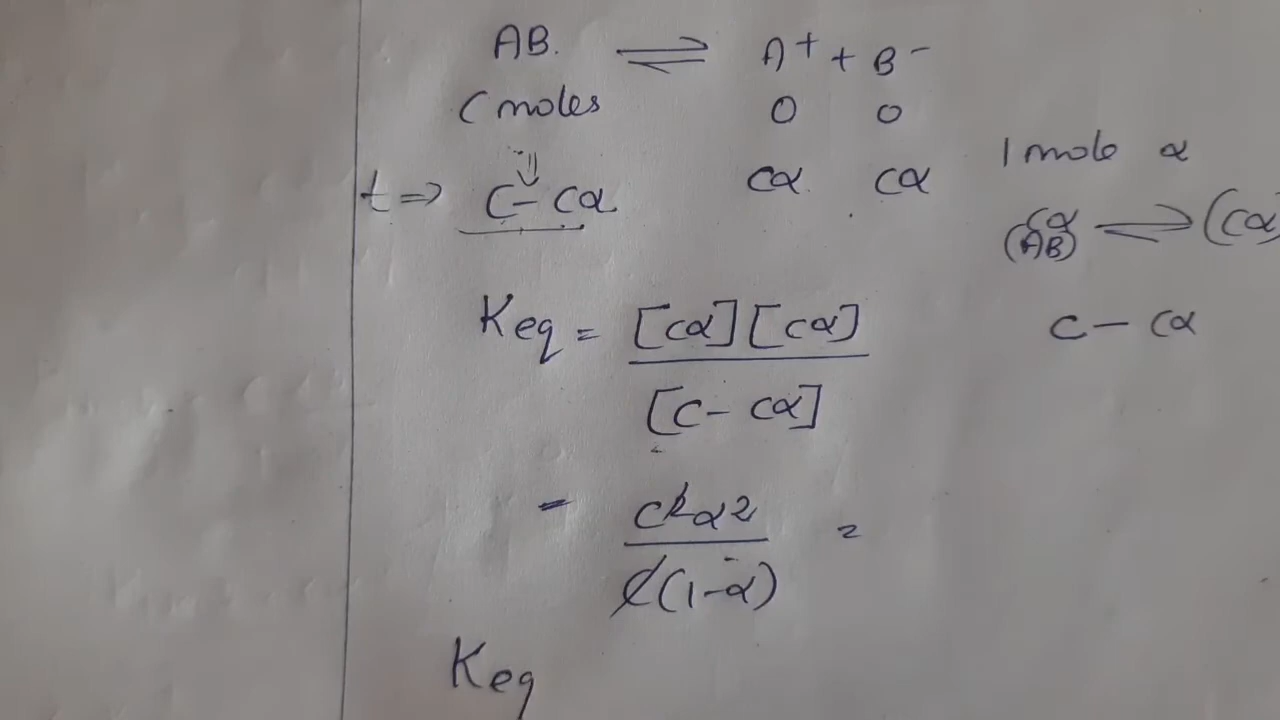 AB. ⇌ A+ + B-
C moles 0 0
1 mole α
t ⇒ C - Cα Cα. Cα
Cα
(AB) ⇌ (Cα
C - Cα
Keq = [Cα][Cα]
[C - Cα]
= C²α²
C(1-α) =
Keq